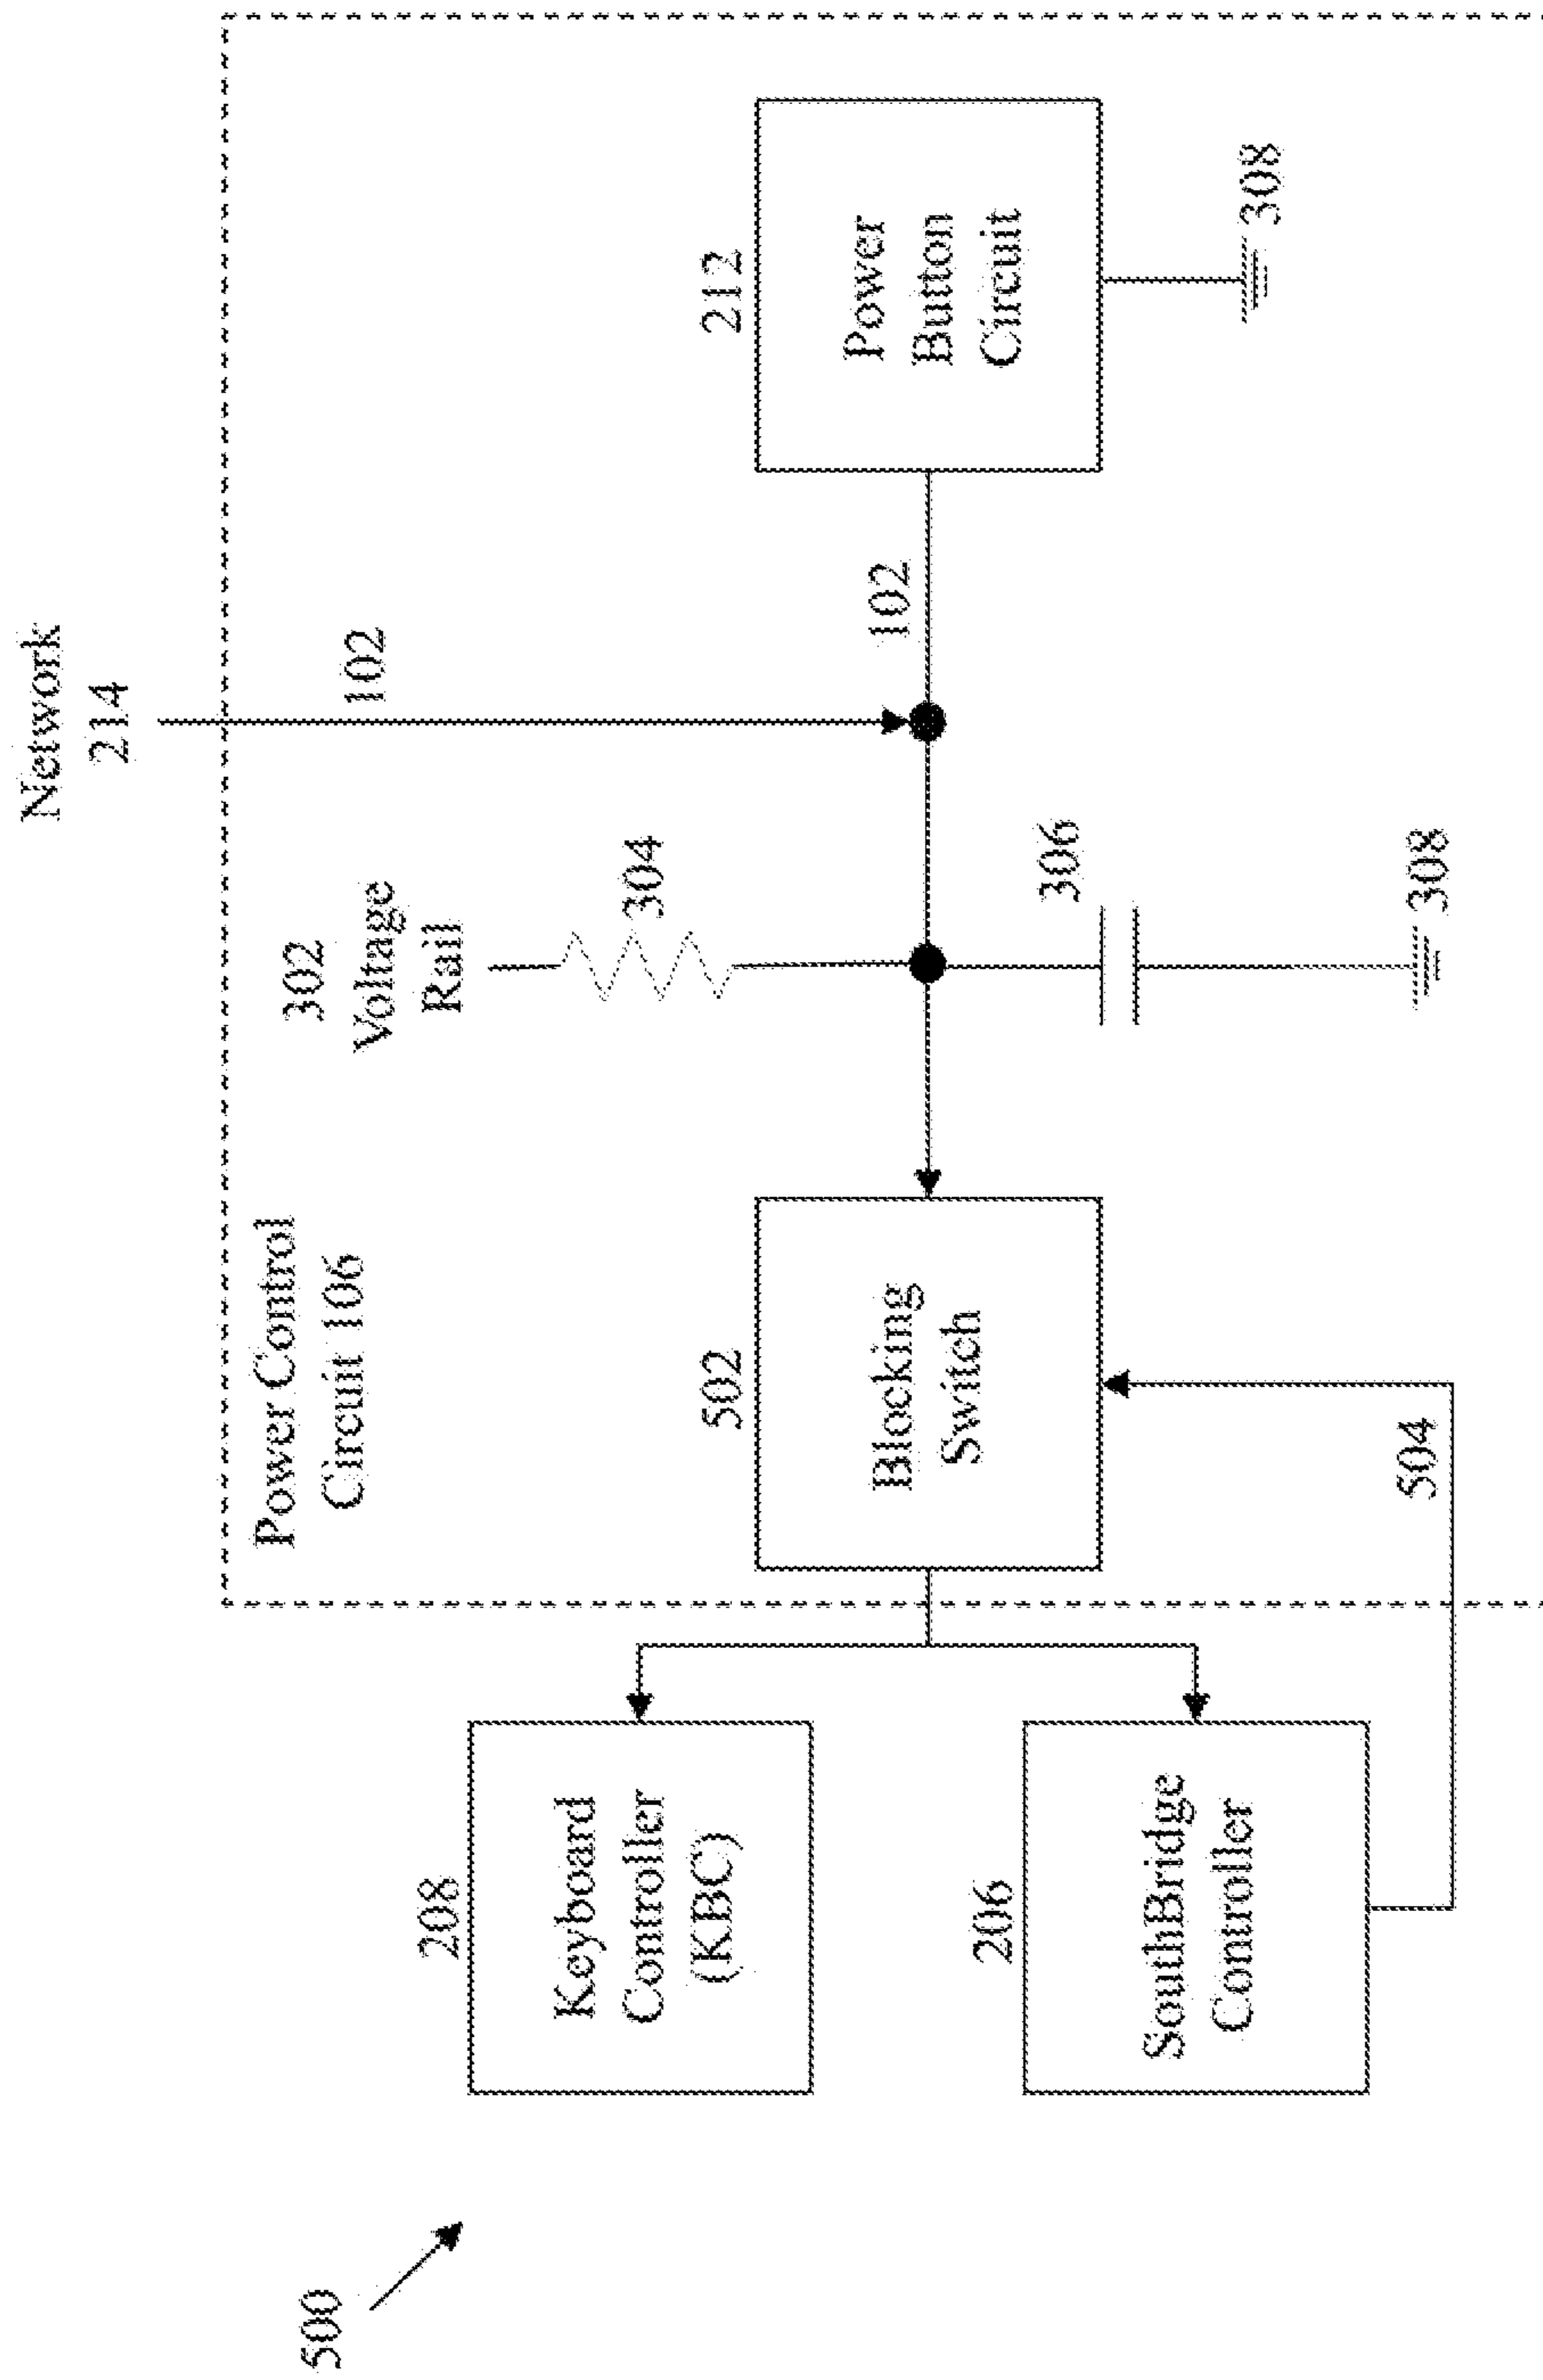 500
Network
214
Power Control
Circuit 106
302
Voltage
Rail
304
102
208
Keyboard
Controller
(KBC)
502
Blocking
Switch
102
212
Power
Button
Circuit
206
SouthBridge
Controller
306
504
308
308